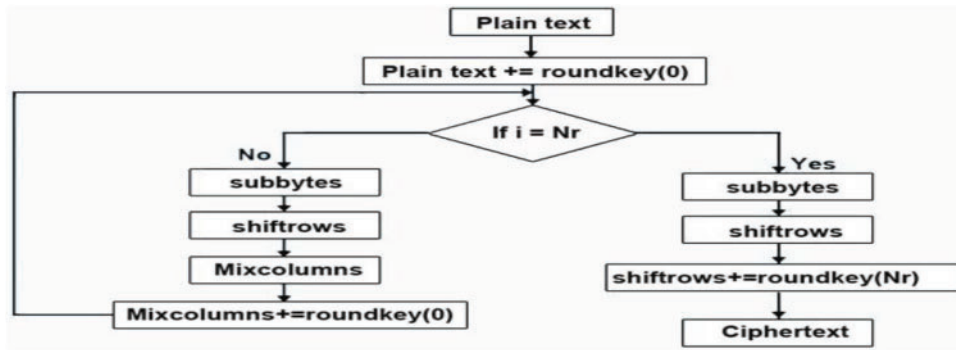 Plain text
Plain text += roundkey(0)
If i = Nr
No
subbytes
shiftrows
Mixcolumns
Mixcolumns+=roundkey(0)
Yes
subbytes
shiftrows
shiftrows+=roundkey(Nr)
Ciphertext